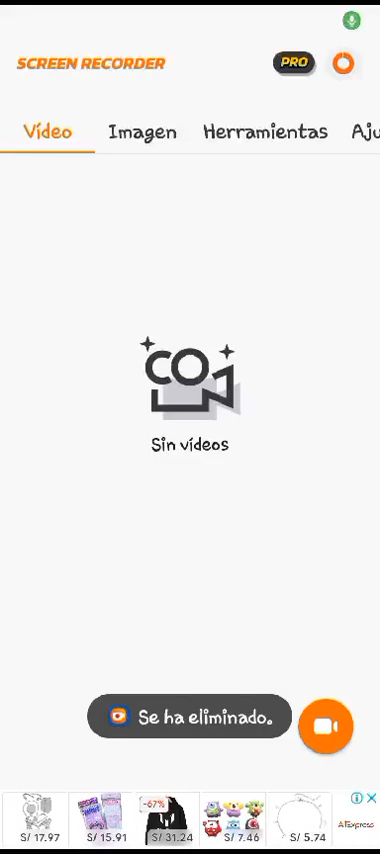 SCREEN RECORDER
PRO
Vídeo Imagen Herramientas Aju
Sin vídeos
Se ha eliminado.
-67%
S/ 17.97 S/ 15.91 S/ 31.24 S/ 7.46 S/ 5.74
AliExpress